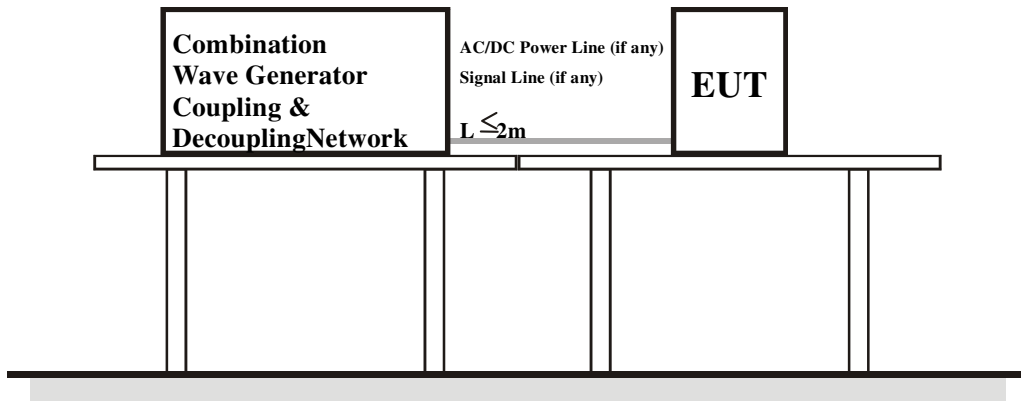 Combination
Wave Generator
Coupling &
DecouplingNetwork
AC/DC Power Line (if any)
Signal Line (if any)
L ≤2m
EUT